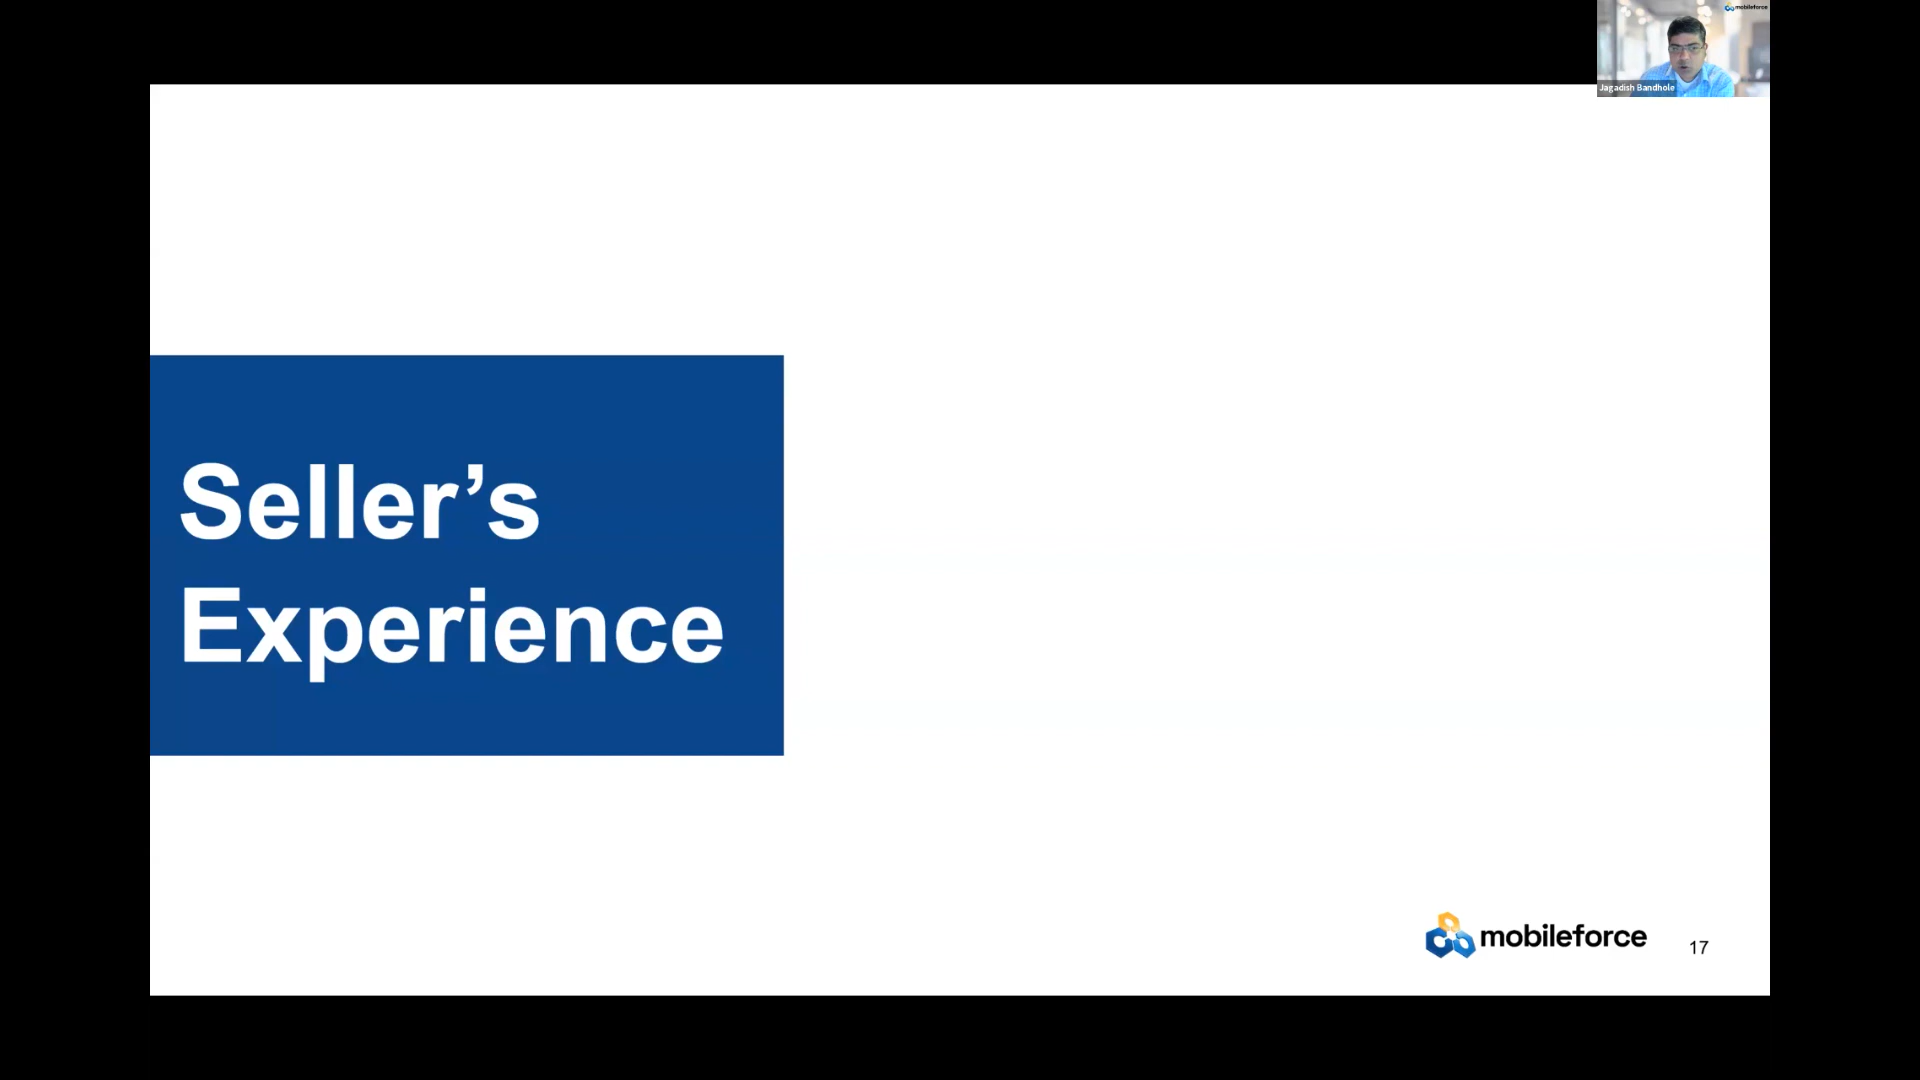 mobileforce
Jagadish Bandhole
Seller’s
Experience
mobileforce
17